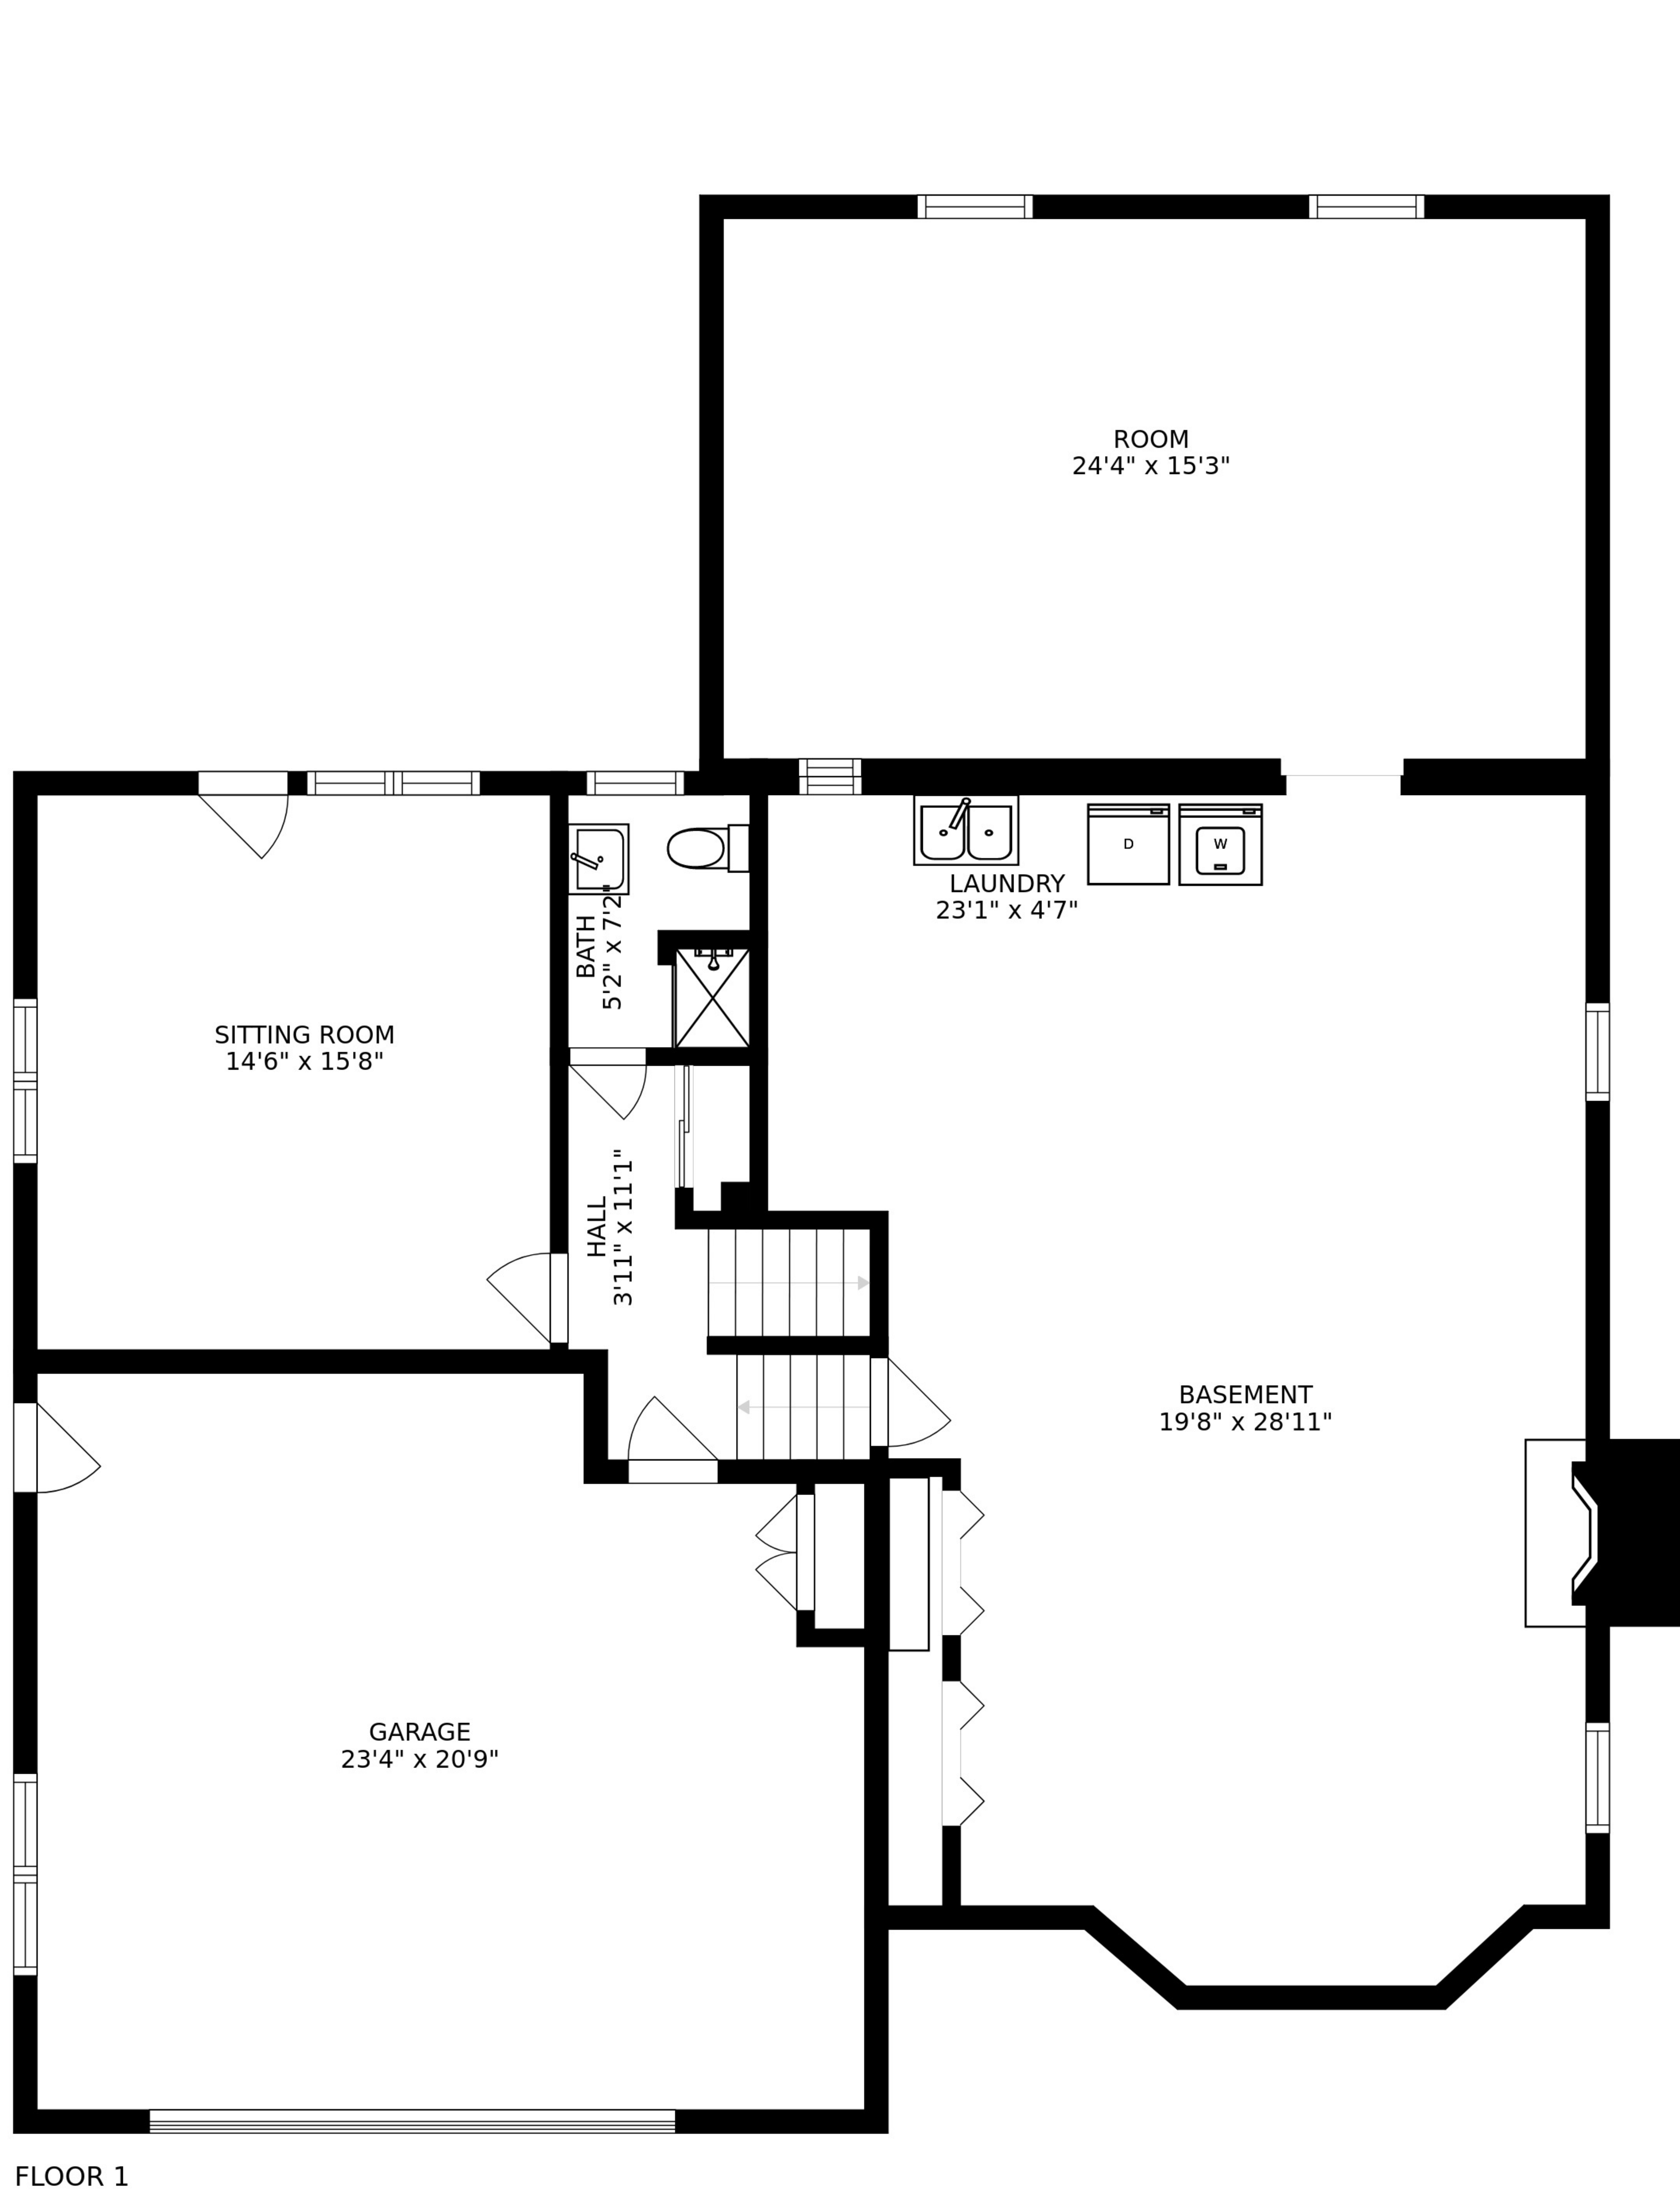 ROOM
24'4" x 15'3"
D
W
LAUNDRY
23'1" x 4'7"
BATH
5'2" x 7'2"
SITTING ROOM
14'6" x 15'8"
HALL
3'11" x 11'1"
BASEMENT
19'8" x 28'11"
GARAGE
23'4" x 20'9"
FLOOR 1